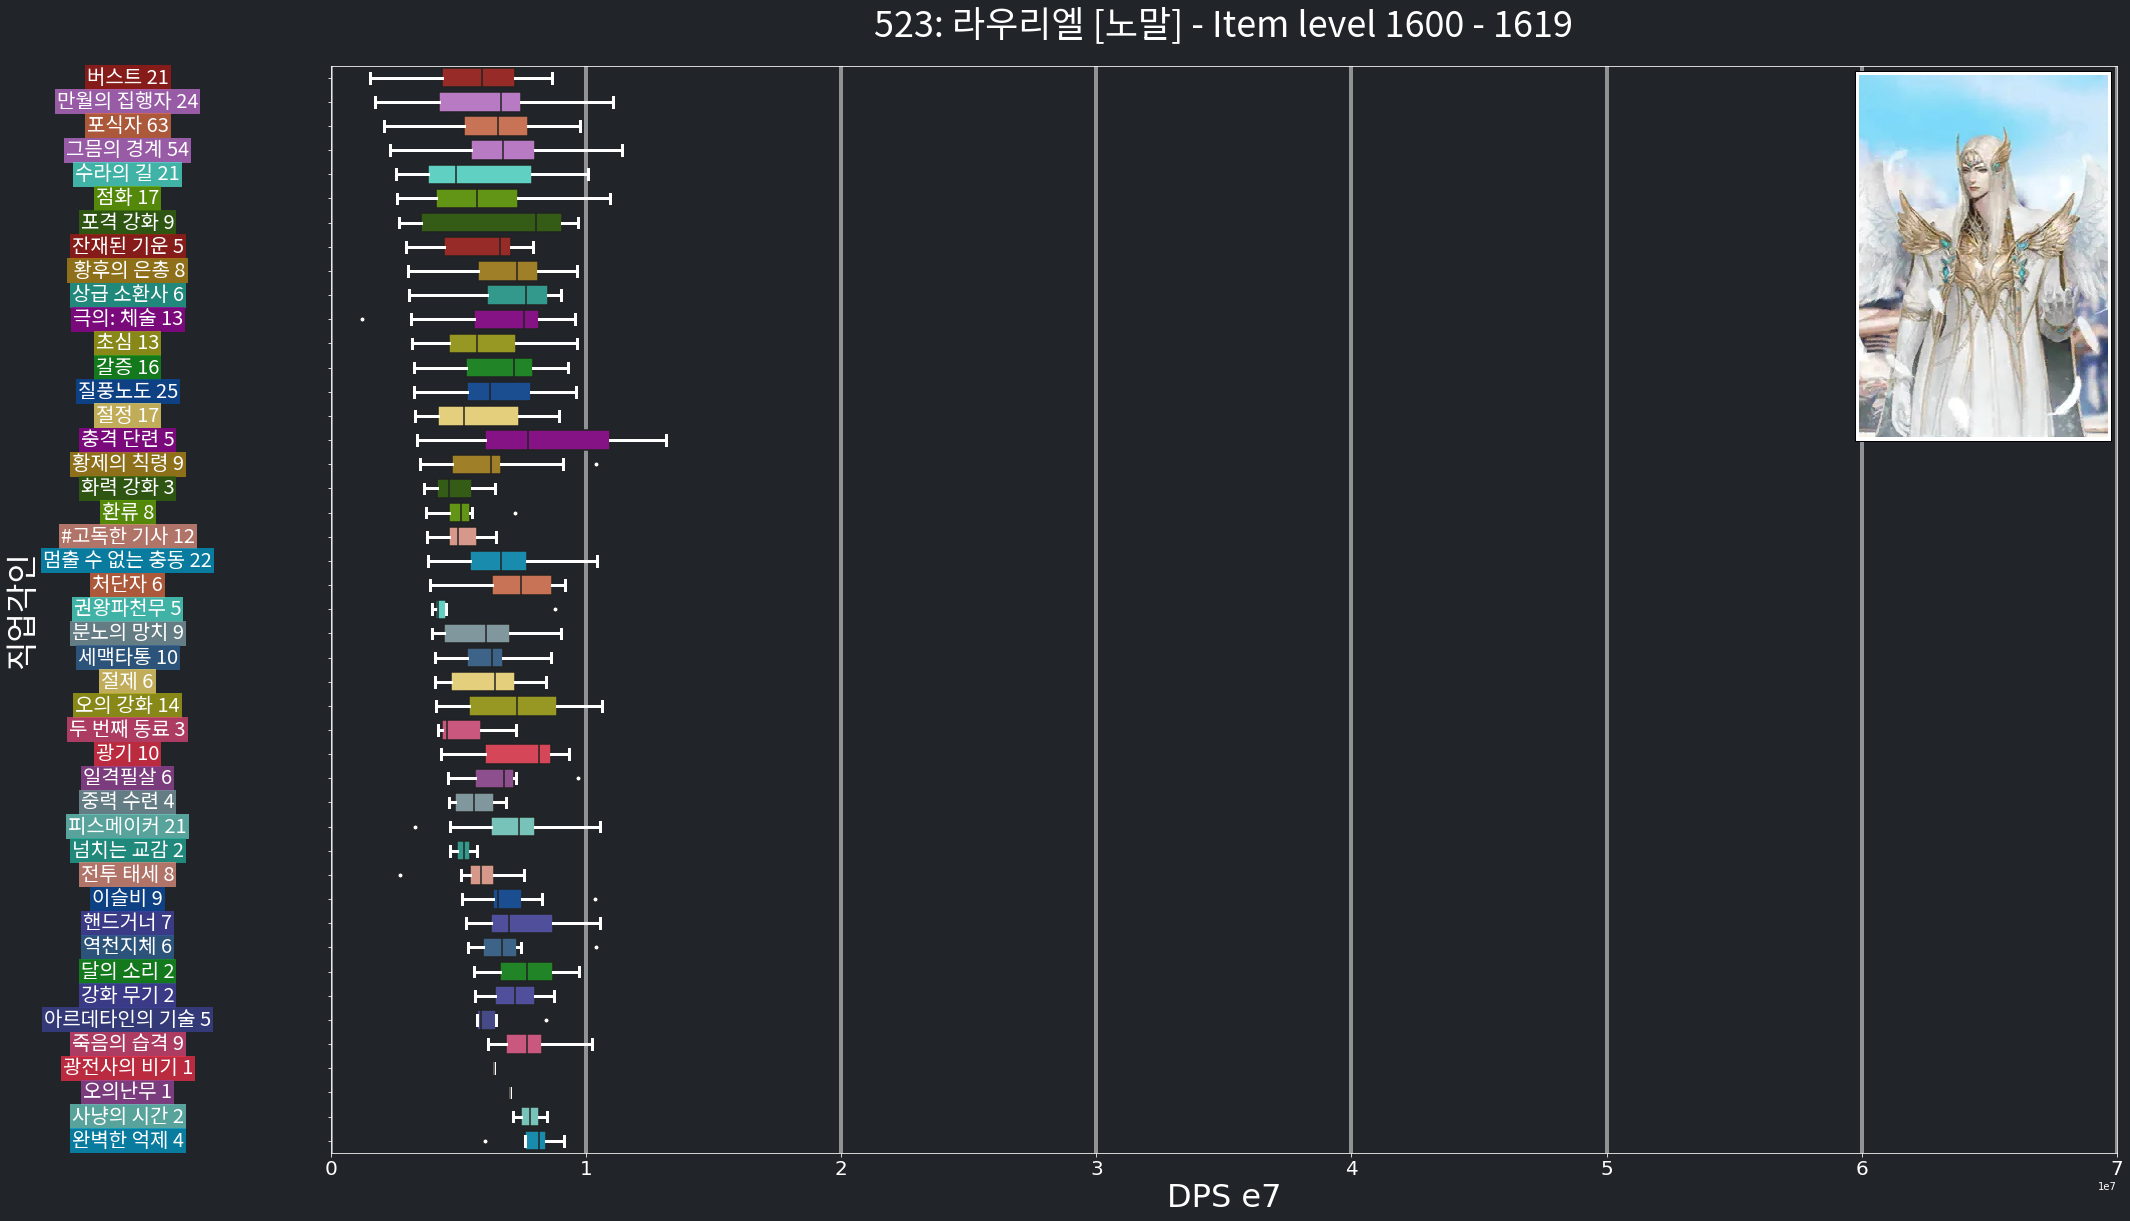 523: 라우리엘 [노말] - Item level 1600 - 1619
버스트 21
만월의 집행자 24
포식자 63
그믐의 경계 54
수라의 길 21
점화 17
포격 강화 9
잔재된 기운 5
황후의 은총 8
상급 소환사 6
극의: 체술 13
초심 13
갈증 16
질풍노도 25
절정 17
충격 단련 5
황제의 칙령 9
화력 강화 3
환류 8
#고독한 기사 12
멈출 수 없는 충동 22
처단자 6
권왕파천무 5
분노의 망치 9
세맥타통 10
절제 6
오의 강화 14
두 번째 동료 3
광기 10
일격필살 6
중력 수련 4
피스메이커 21
넘치는 교감 2
전투 태세 8
이슬비 9
핸드거너 7
역천지체 6
달의 소리 2
강화 무기 2
아르데타인의 기술 5
죽음의 습격 9
광전사의 비기 1
오의난무 1
사냥의 시간 2
완벽한 억제 4
직업각인
0 1 2 3 4 5 6 7
1e7
DPS e7